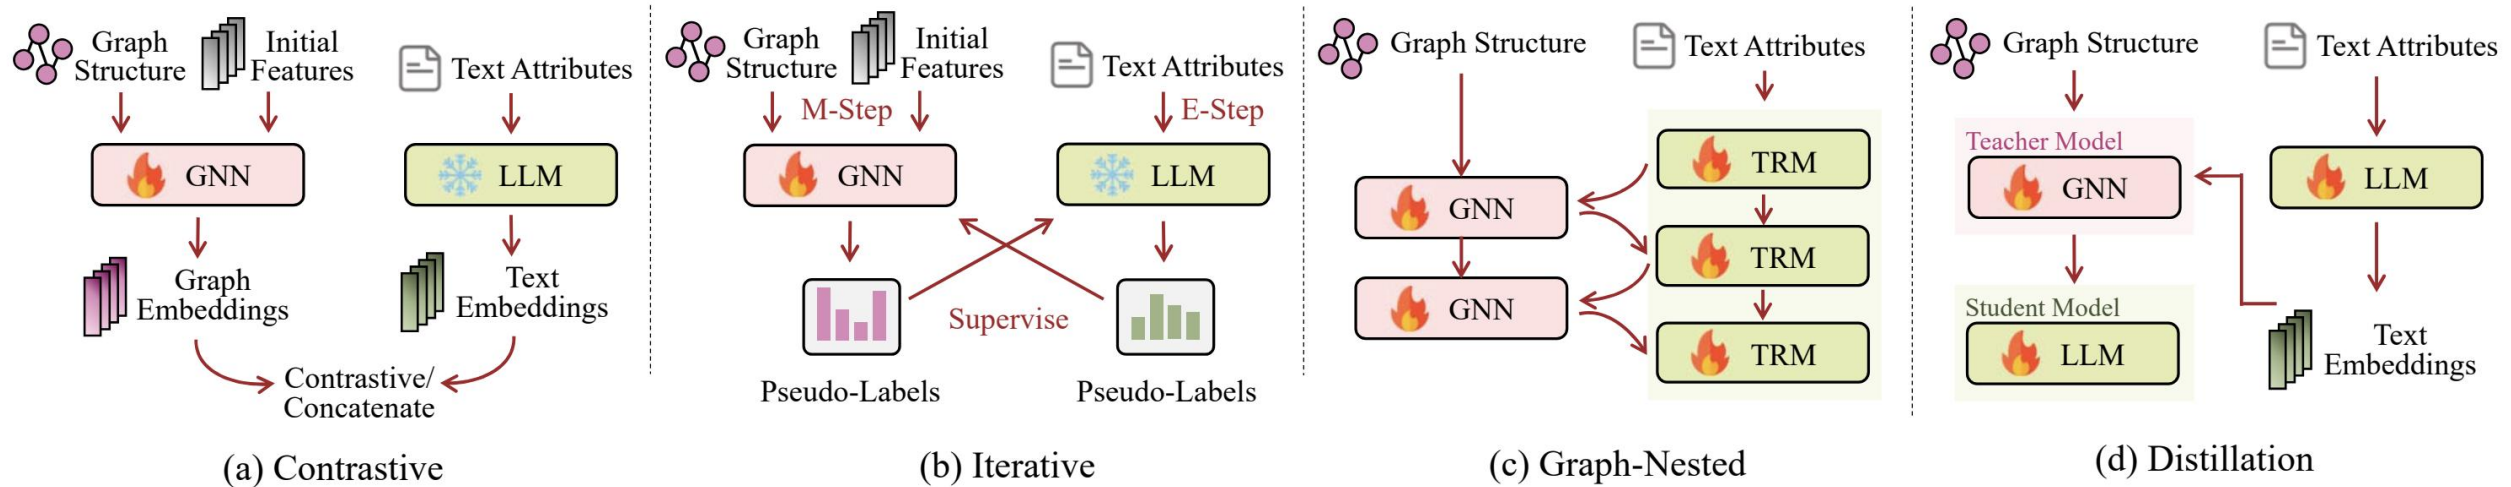 Graph
Structure
Initial
Features
Text Attributes
GNN
LLM
Graph
Embeddings
Text
Embeddings
Contrastive/
Concatenate
(a) Contrastive
Graph
Structure
Initial
Features
Text Attributes
M-Step
E-Step
GNN
LLM
Supervise
Pseudo-Labels
Pseudo-Labels
(b) Iterative
Graph Structure
Text Attributes
TRM
GNN
TRM
GNN
TRM
(c) Graph-Nested
Graph Structure
Text Attributes
Teacher Model
GNN
LLM
Student Model
LLM
Text
Embeddings
(d) Distillation